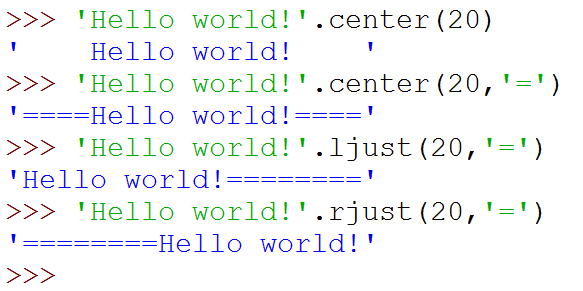 >>> 'Hello world!'.center(20)
'    Hello world!    '
>>> 'Hello world!'.center(20,'=')
'====Hello world!===='
>>> 'Hello world!'.ljust(20,'=')
'Hello world!========'
>>> 'Hello world!'.rjust(20,'=')
'========Hello world!'
>>>